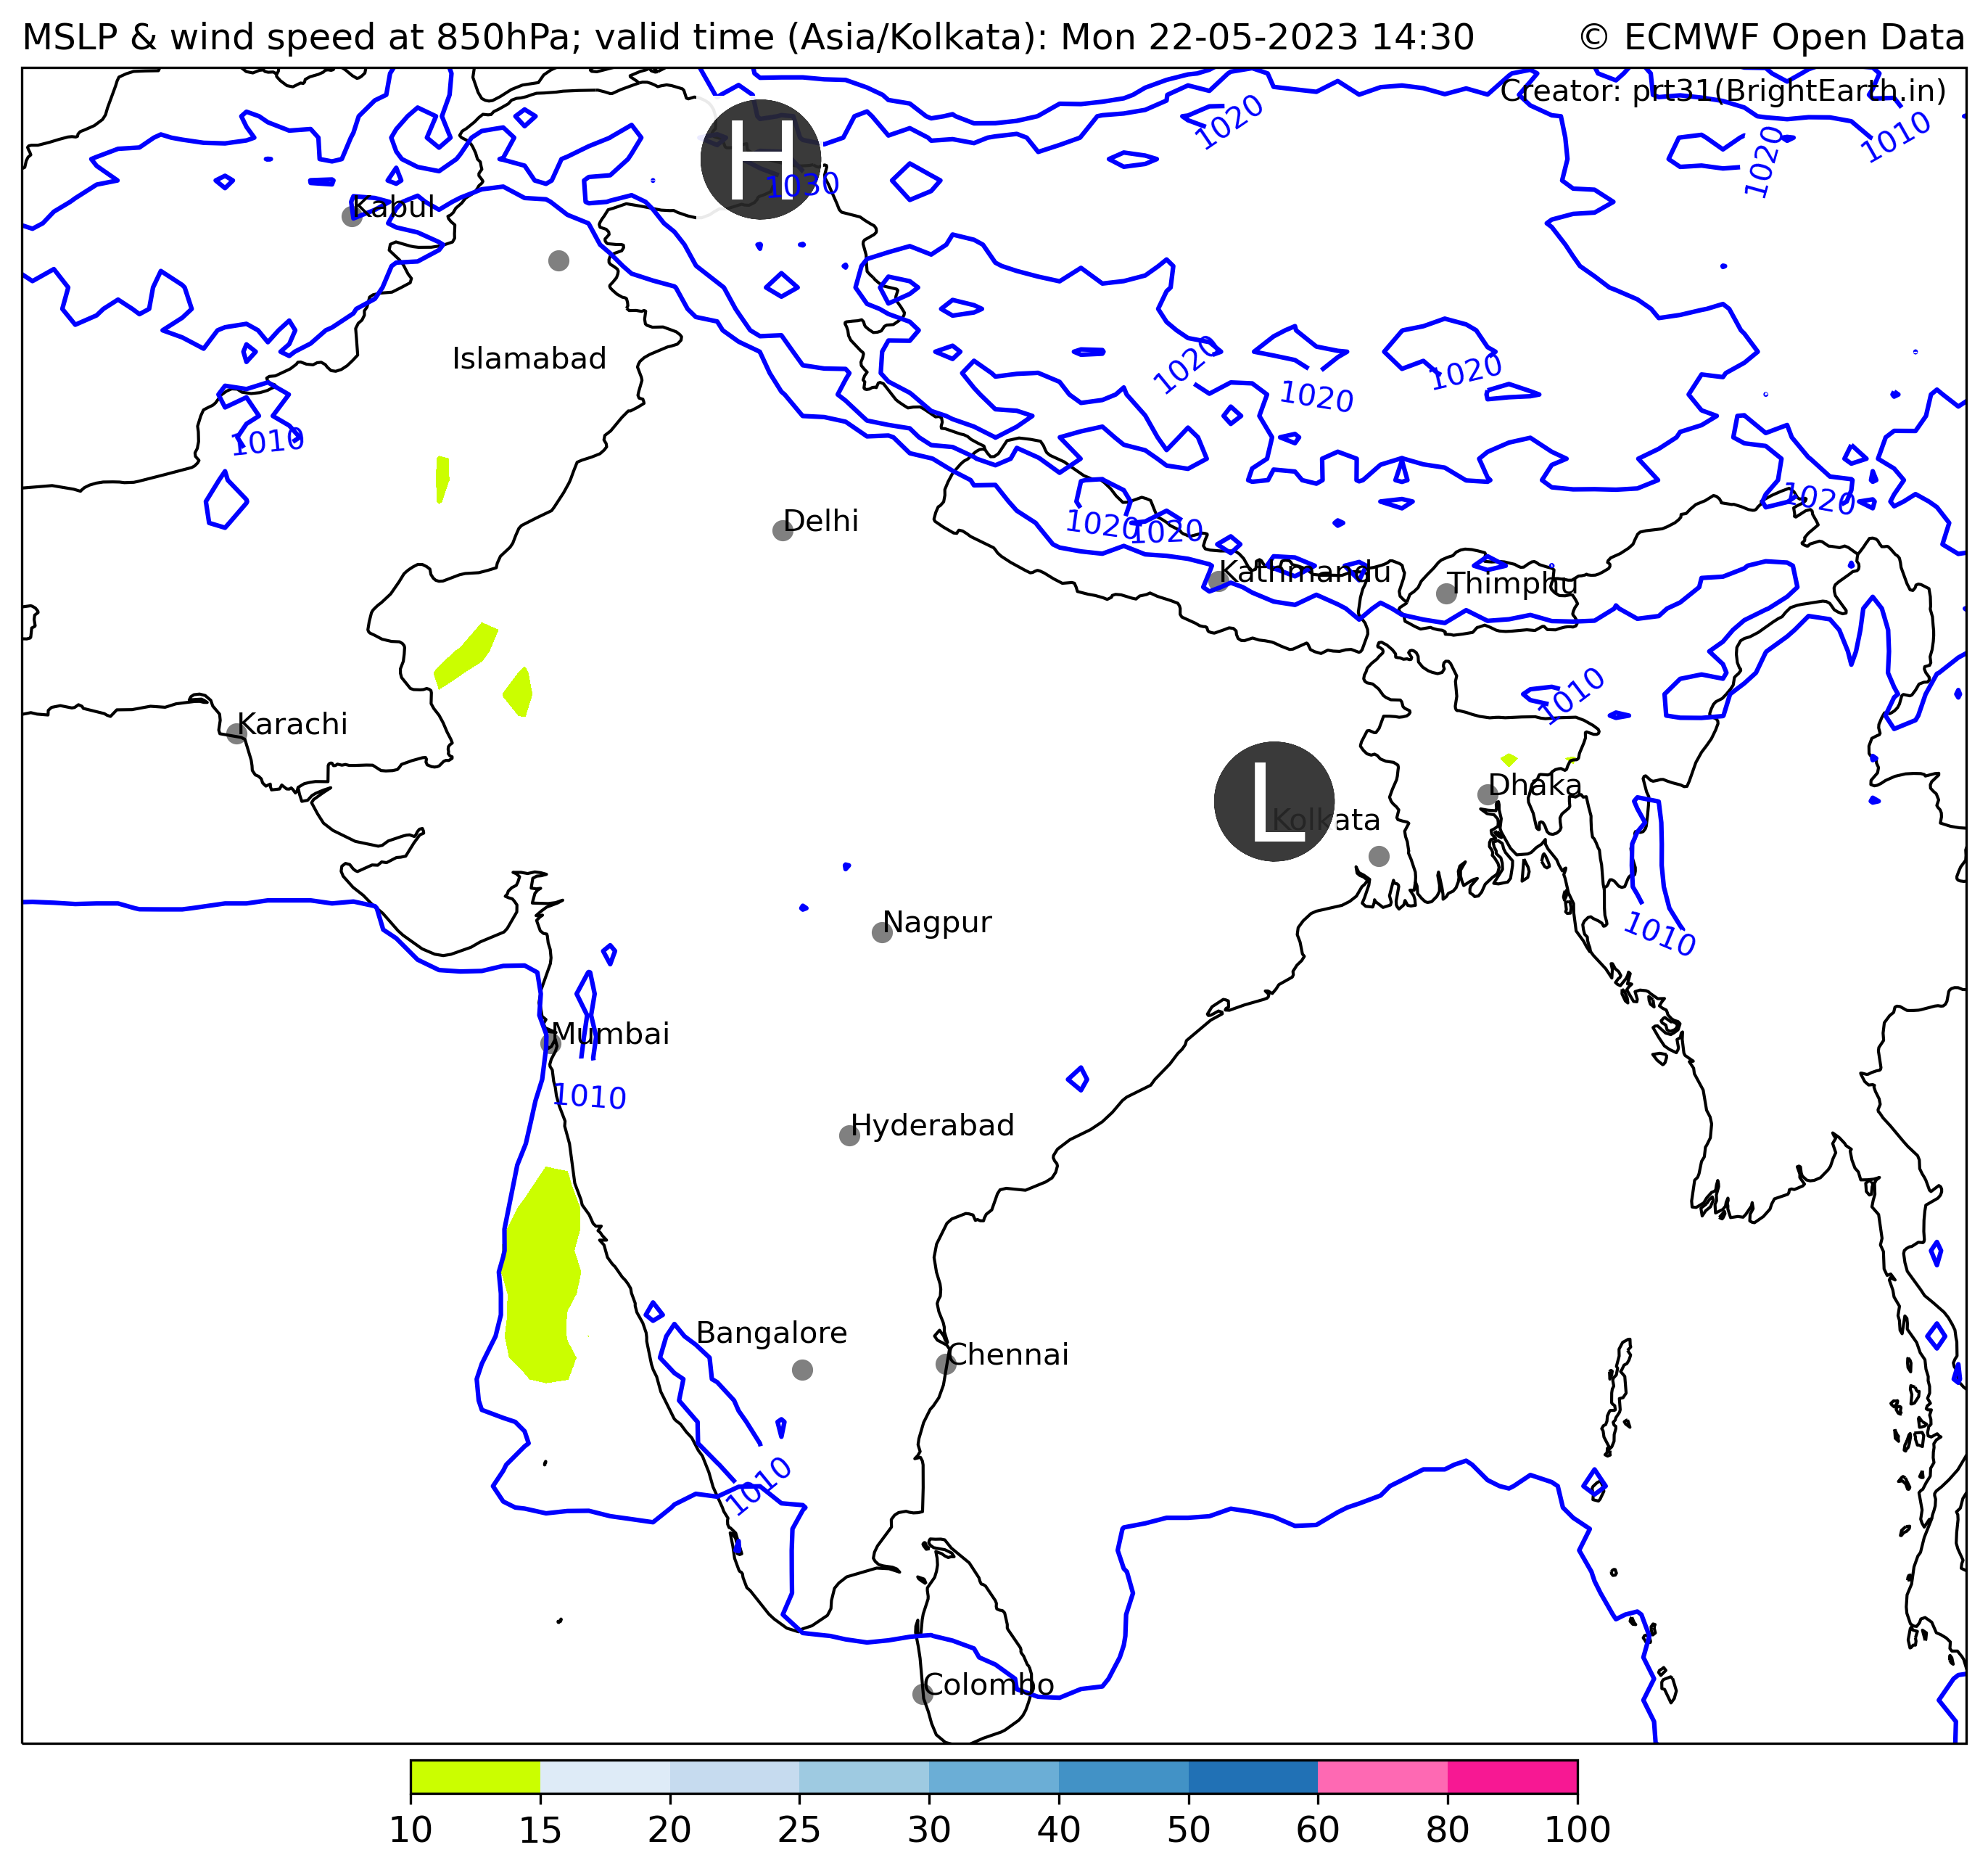 MSLP & wind speed at 850hPa; valid time (Asia/Kolkata): Mon 22-05-2023 14:30
© ECMWF Open Data
Creator: prt31(BrightEarth.in)
1020
1010
1020
H
1030
Kabul
Islamabad
1020
1020
1020
1010
1020
Delhi
1020
1020
Kathmandu
Thimphu
1010
Karachi
L
Dhaka
Kolkata
Nagpur
1010
Mumbai
1010
Hyderabad
Bangalore
Chennai
1010
Colombo
10 15 20 25 30 40 50 60 80 100